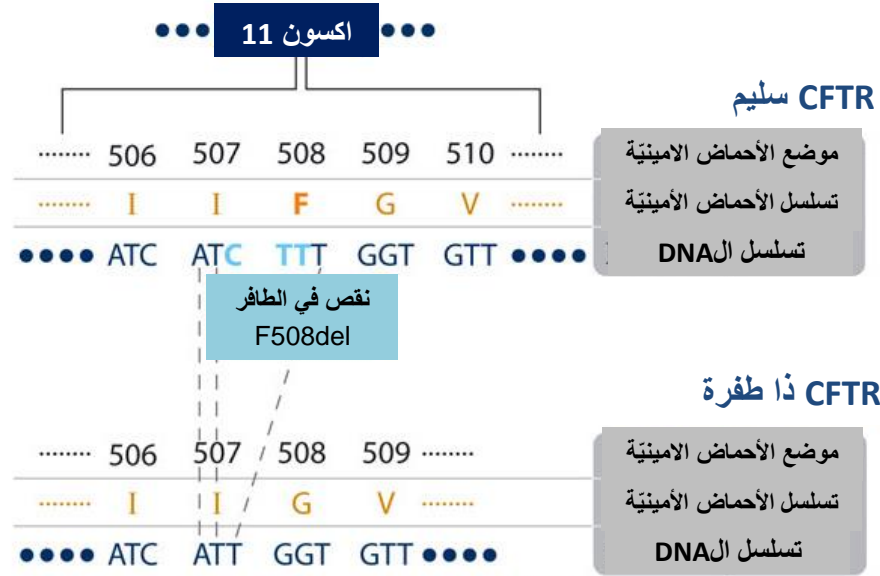 ••• اكسون 11 •••
CFTR سليم
········ 506 507 508 509 510 ········ موضع الأحماض الامينيّة
········ I I F G V ········ تسلسل الأحماض الأمينيّة
•••• ATC ATC TTT GGT GTT •••• تسلسل الDNA
نقص في الطافر
F508del
CFTR ذا طفرة
········ 506 507 508 509 ········ موضع الأحماض الامينيّة
········ I I G V ········ تسلسل الأحماض الأمينيّة
•••• ATC ATT GGT GTT •••• تسلسل الDNA